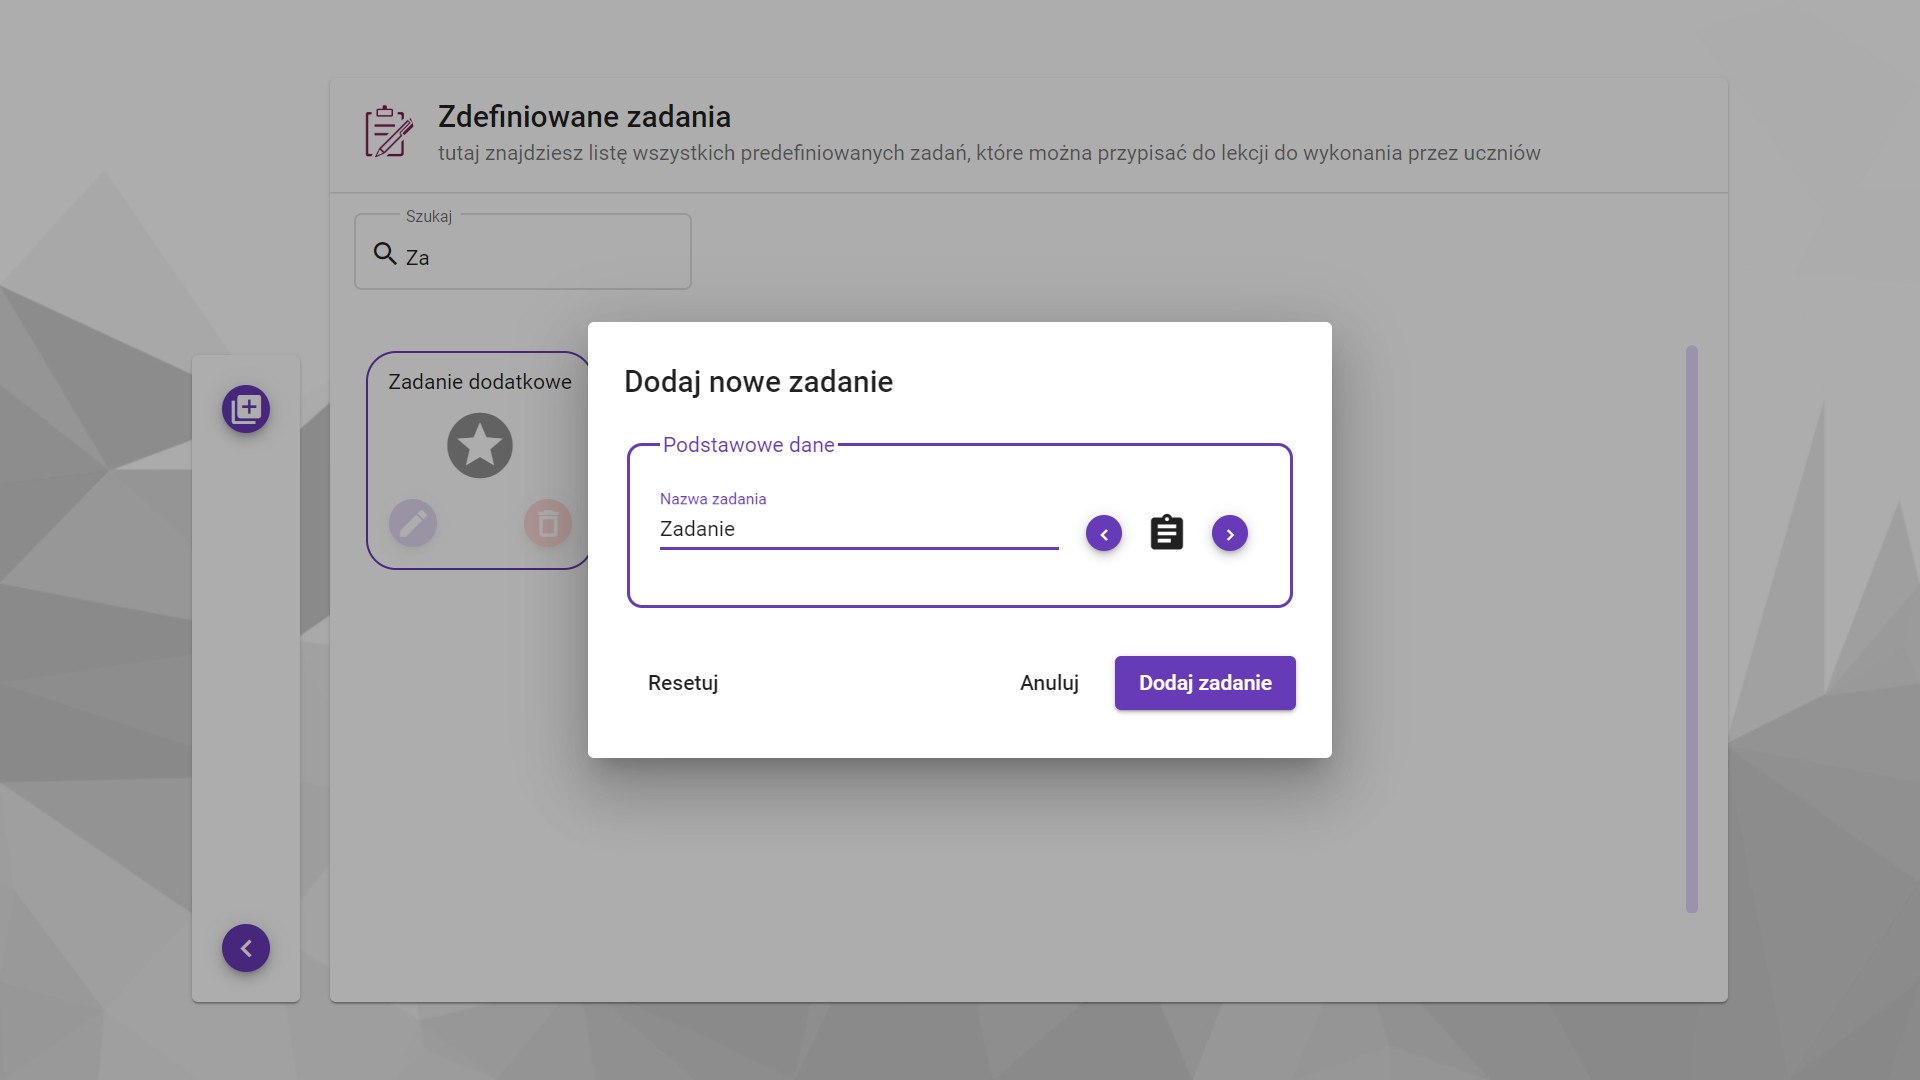 Zdefiniowane zadania
tutaj znajdziesz listę wszystkich predefiniowanych zadań, które można przypisać do lekcji do wykonania przez uczniów
Szukaj
Za
Zadanie dodatkowe
Dodaj nowe zadanie
Podstawowe dane
Nazwa zadania
Zadanie
Resetuj
Anuluj
Dodaj zadanie